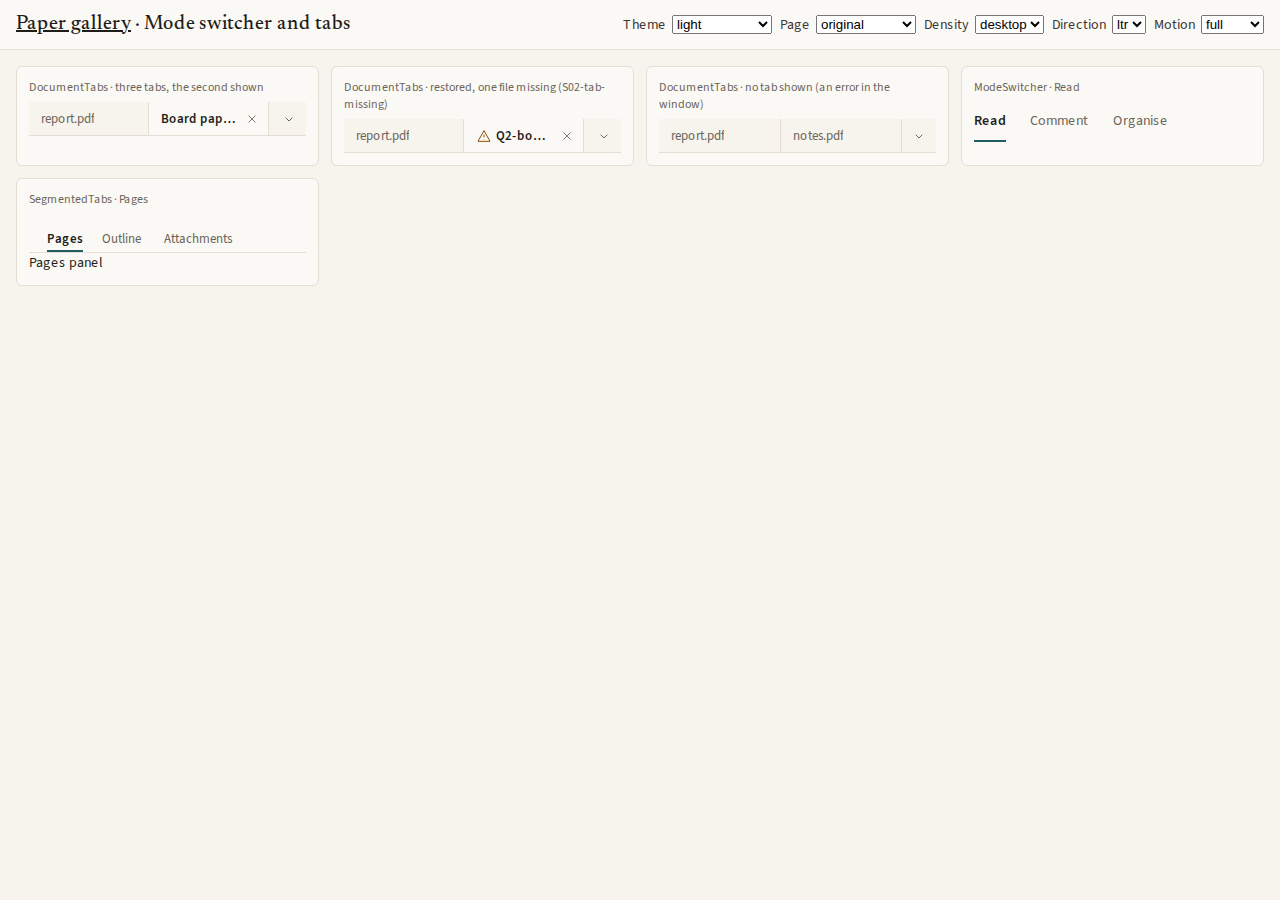 Paper gallery · Mode switcher and tabs
Theme light Page original Density desktop Direction ltr Motion full
DocumentTabs · three tabs, the second shown
report.pdf Board pap…
DocumentTabs · restored, one file missing (S02-tab-
missing)
report.pdf Q2-bo…
DocumentTabs · no tab shown (an error in the
window)
report.pdf notes.pdf
ModeSwitcher · Read
Read Comment Organise
SegmentedTabs · Pages
Pages Outline Attachments
Pages panel